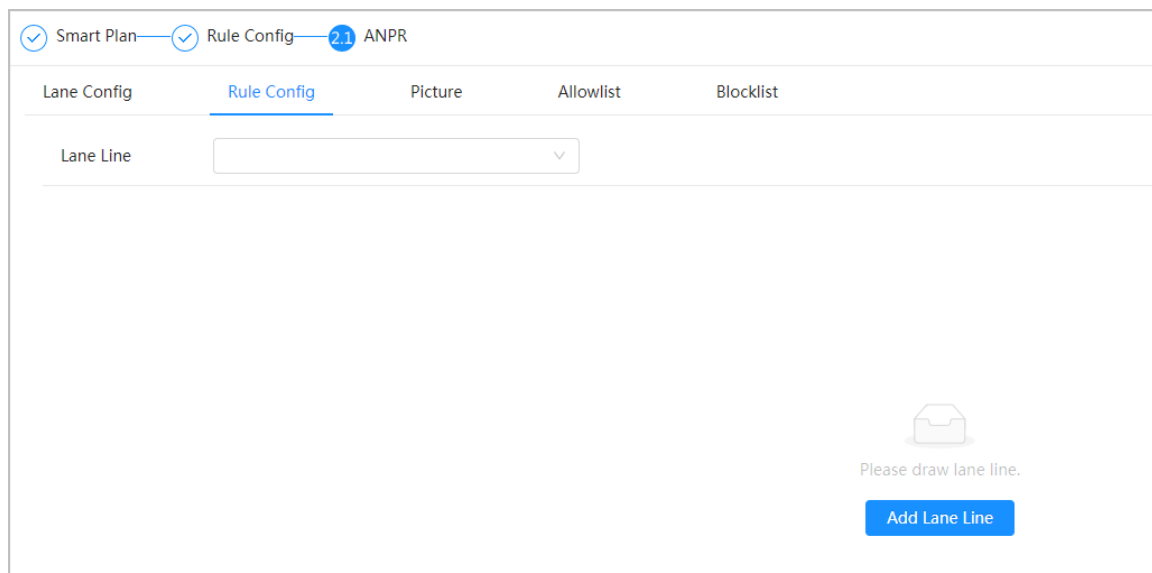 Smart Plan Rule Config 2.1 ANPR
Lane Config Rule Config Picture Allowlist Blocklist
Lane Line
Please draw lane line.
Add Lane Line